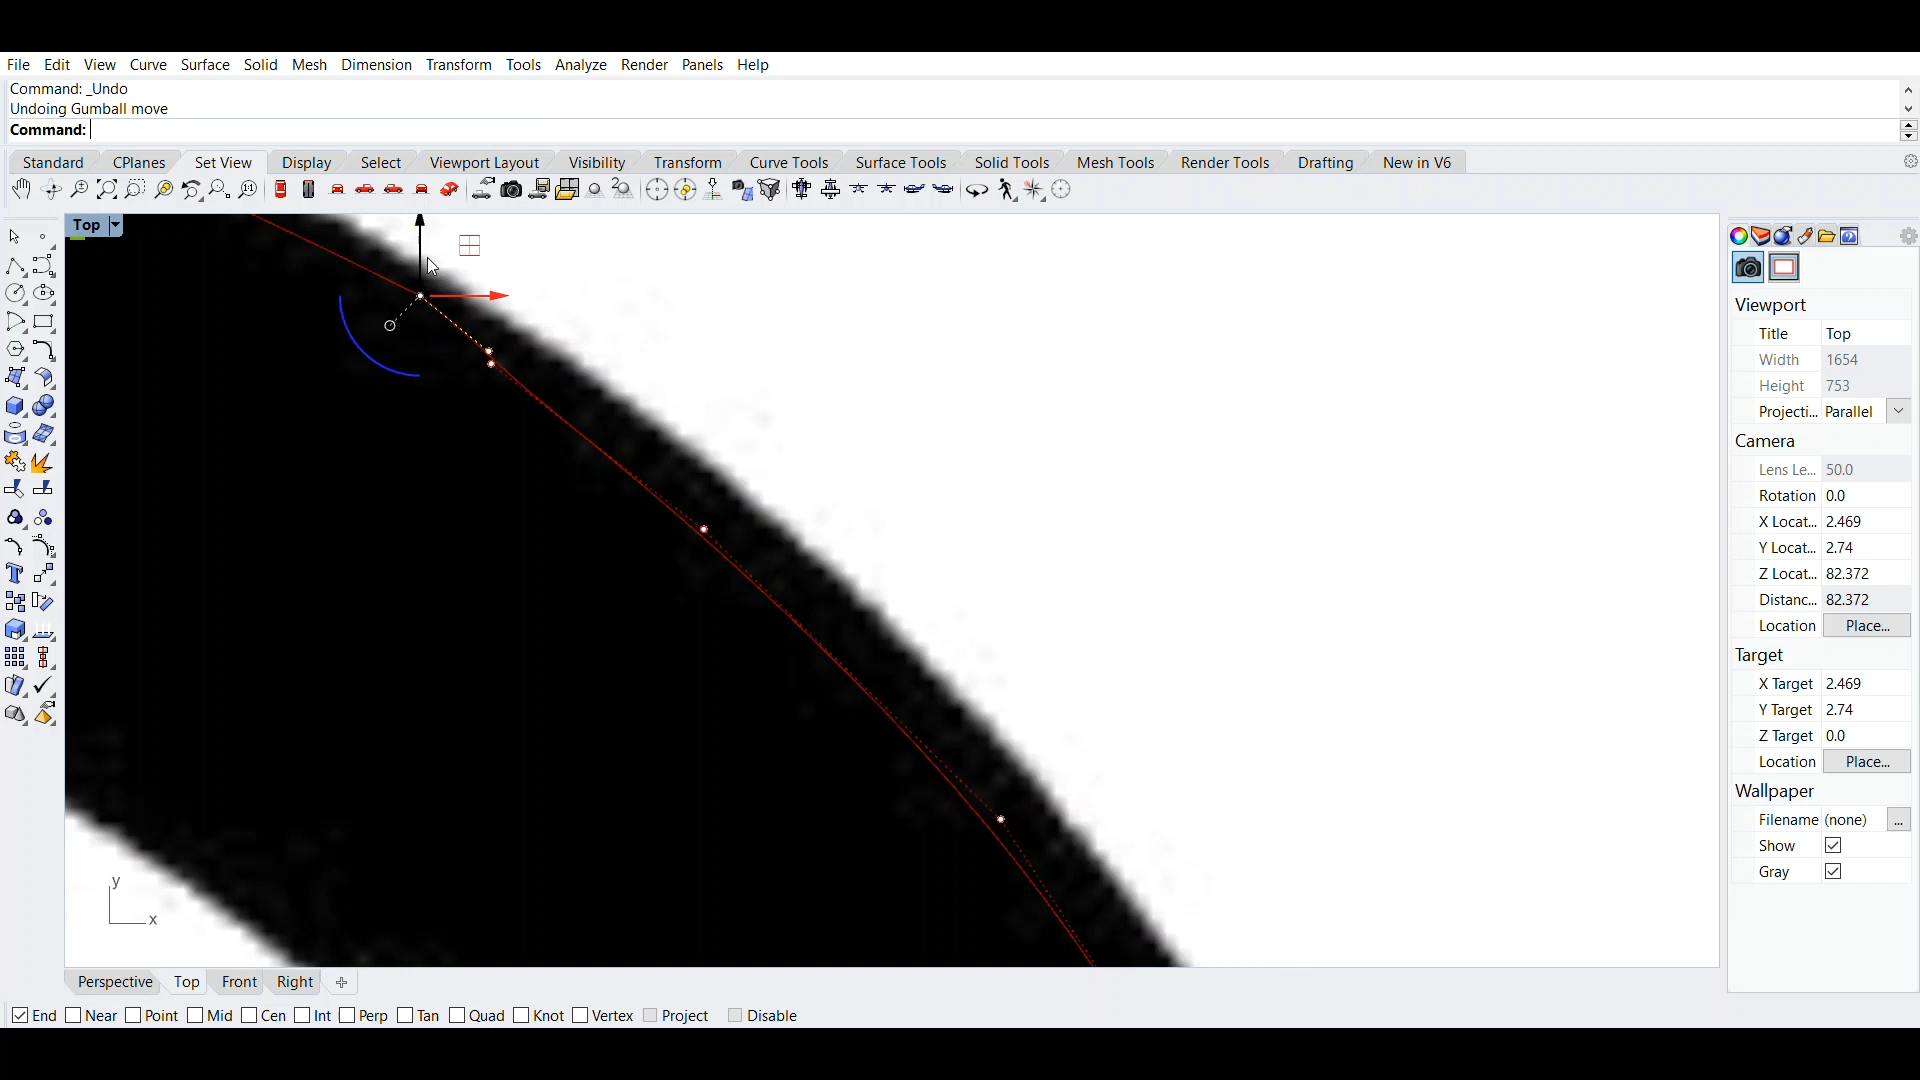 File Edit View Curve Surface Solid Mesh Dimension Transform Tools Analyze Render Panels Help
Command: _Undo
Undoing Gumball move
Command:
Standard CPlanes Set View Display Select Viewport Layout Visibility Transform Curve Tools Surface Tools Solid Tools Mesh Tools Render Tools Drafting New in V6
Top
Viewport
Title Top
Width 1654
Height 753
Projecti... Parallel
Camera
Lens Le... 50.0
Rotation 0.0
X Locat... 2.469
Y Locat... 2.74
Z Locat... 82.372
Distanc... 82.372
Location Place...
Target
X Target 2.469
Y Target 2.74
Z Target 0.0
Location Place...
Wallpaper
Filename (none) ...
Show
Gray
y
x
Perspective Top Front Right
End Near Point Mid Cen Int Perp Tan Quad Knot Vertex Project Disable